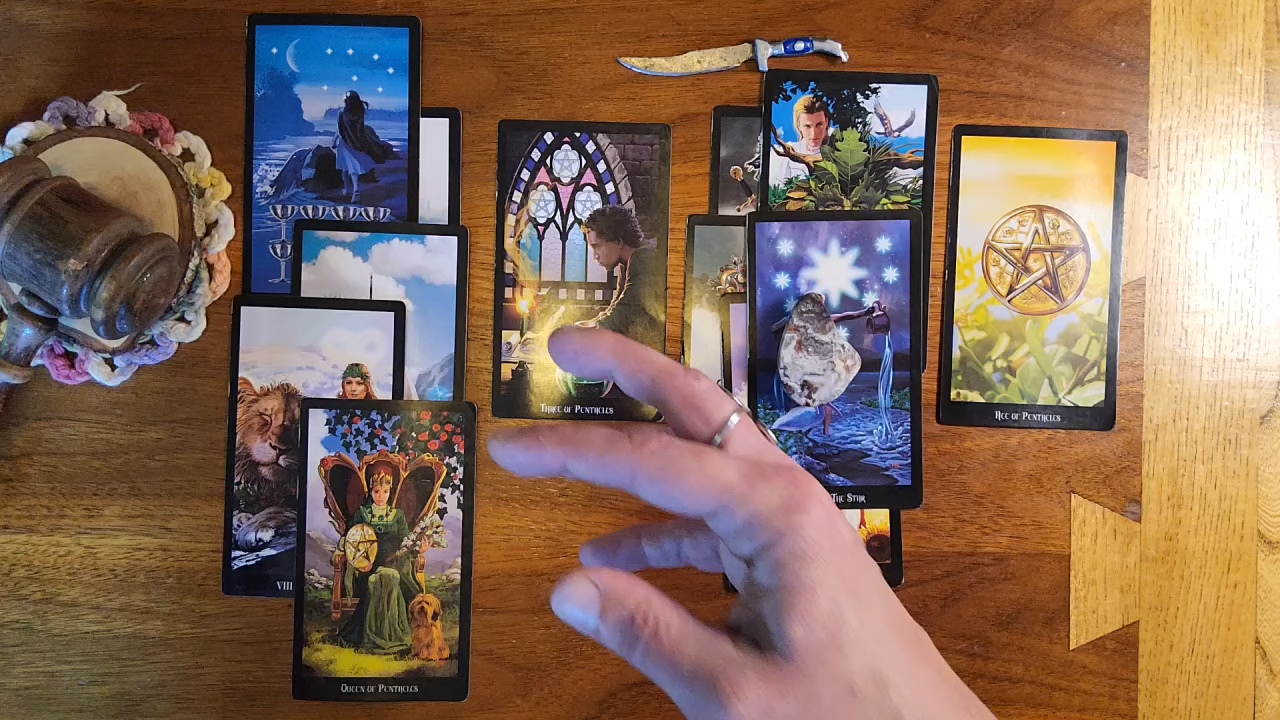 Three of Pentacles
Ace of Pentacles
The Star
VIII
Queen of Pentacles